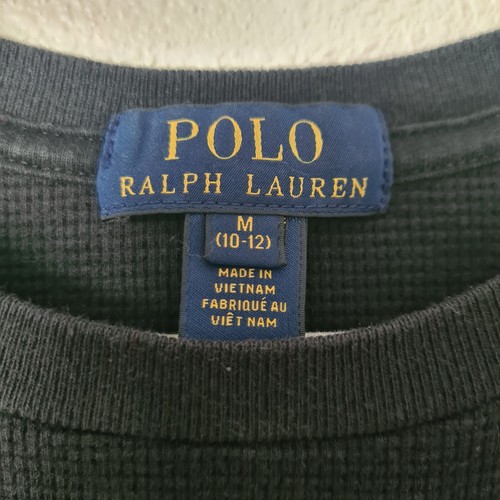 POLO
RALPH LAUREN
M
(10-12)
MADE IN
VIETNAM
FABRIQUÉ AU
VIÊT NAM